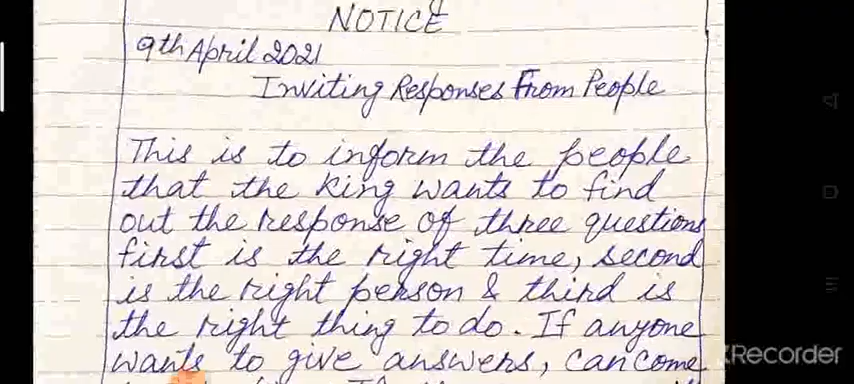 NOTICE
9th April 2021
Inviting Responses From People
This is to inform the people
that the king wants to find
out the response of three questions
first is the right time, second
is the right person & third is
the right thing to do. If anyone
wants to give answers, can come
Recorder